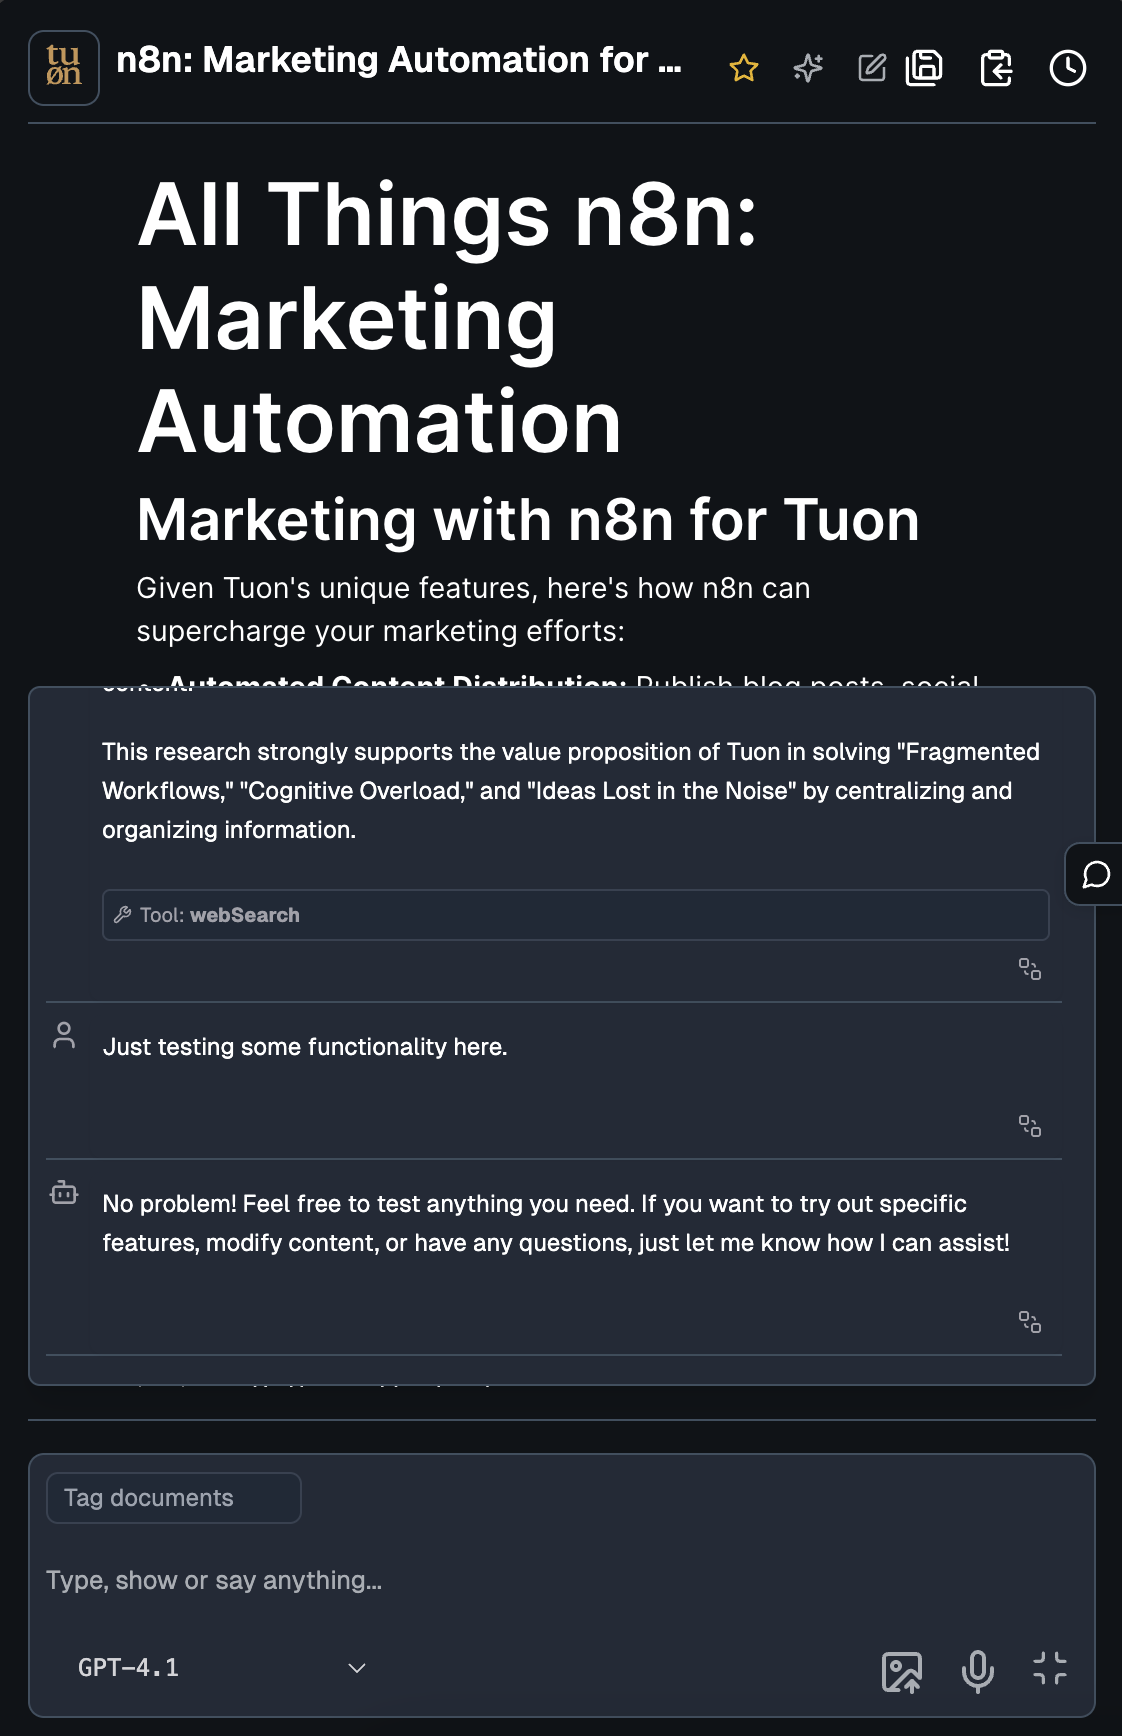 tu
øn
n8n: Marketing Automation for ...
All Things n8n:
Marketing
Automation
Marketing with n8n for Tuon
Given Tuon's unique features, here's how n8n can
supercharge your marketing efforts:
Automated Content Distribution: Publish blog posts, social
content.
This research strongly supports the value proposition of Tuon in solving "Fragmented
Workflows," "Cognitive Overload," and "Ideas Lost in the Noise" by centralizing and
organizing information.
Tool: webSearch
Just testing some functionality here.
No problem! Feel free to test anything you need. If you want to try out specific
features, modify content, or have any questions, just let me know how I can assist!
Tag documents
Type, show or say anything...
GPT-4.1